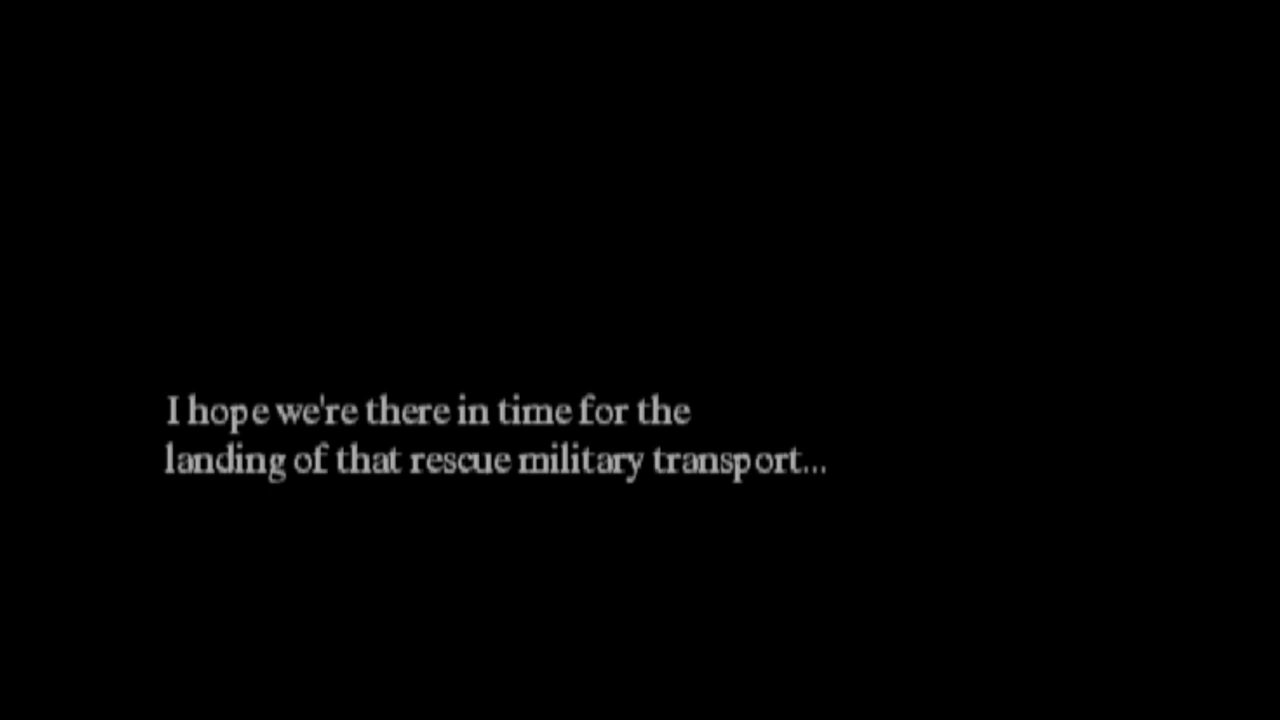 I hope we're there in time for the
landing of that rescue military transport...